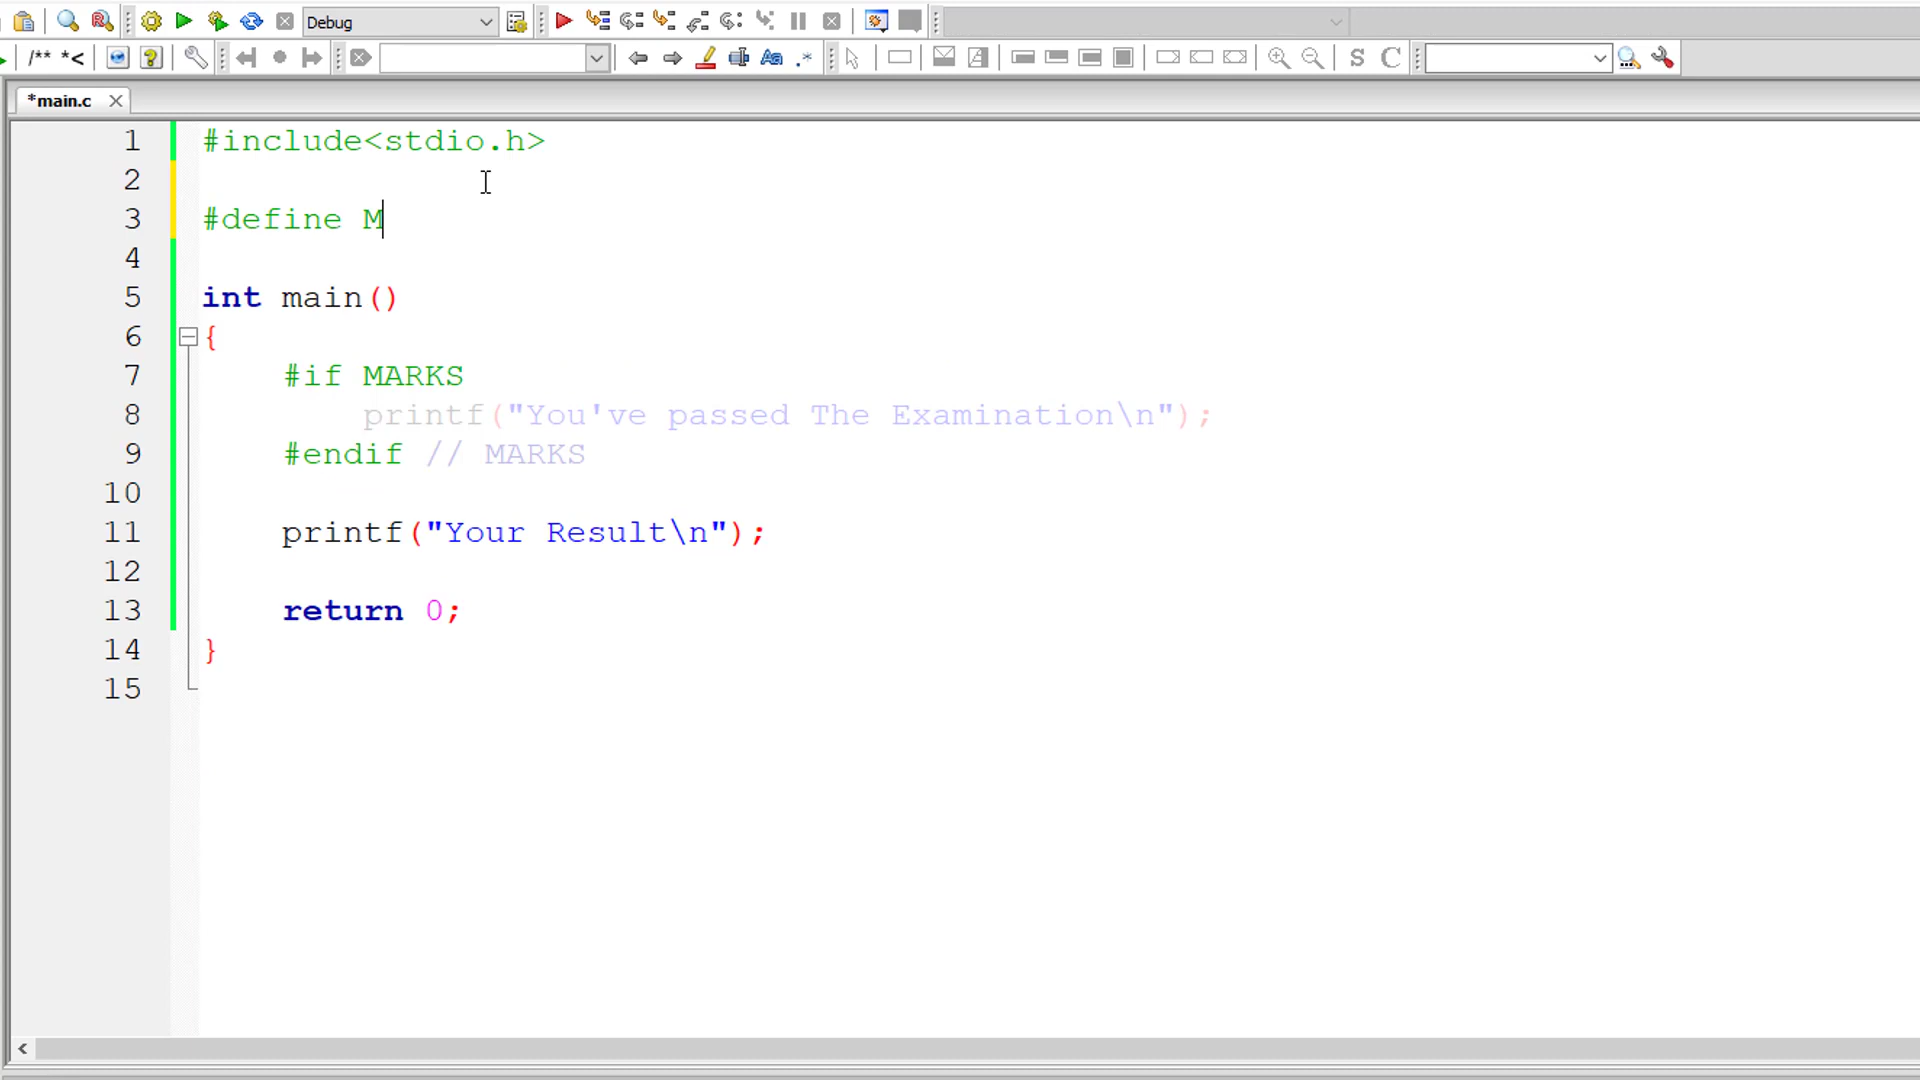 Debug
/** *<
Aa .*
S C
*main.c
1 #include<stdio.h>
2
3 #define M
4
5 int main()
6 {
7 #if MARKS
8 printf("You've passed The Examination\n");
9 #endif // MARKS
10
11 printf("Your Result\n");
12
13 return 0;
14 }
15